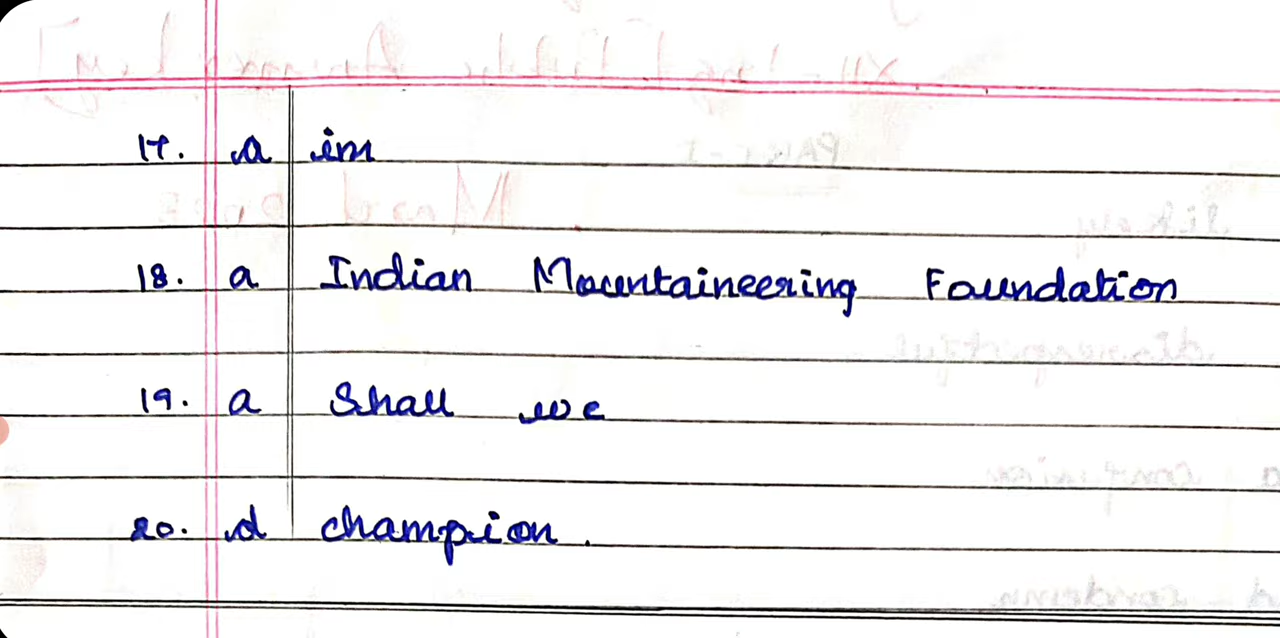 17. a im
18. a Indian Mountaineering Foundation
19. a Shall we
20. d champion.